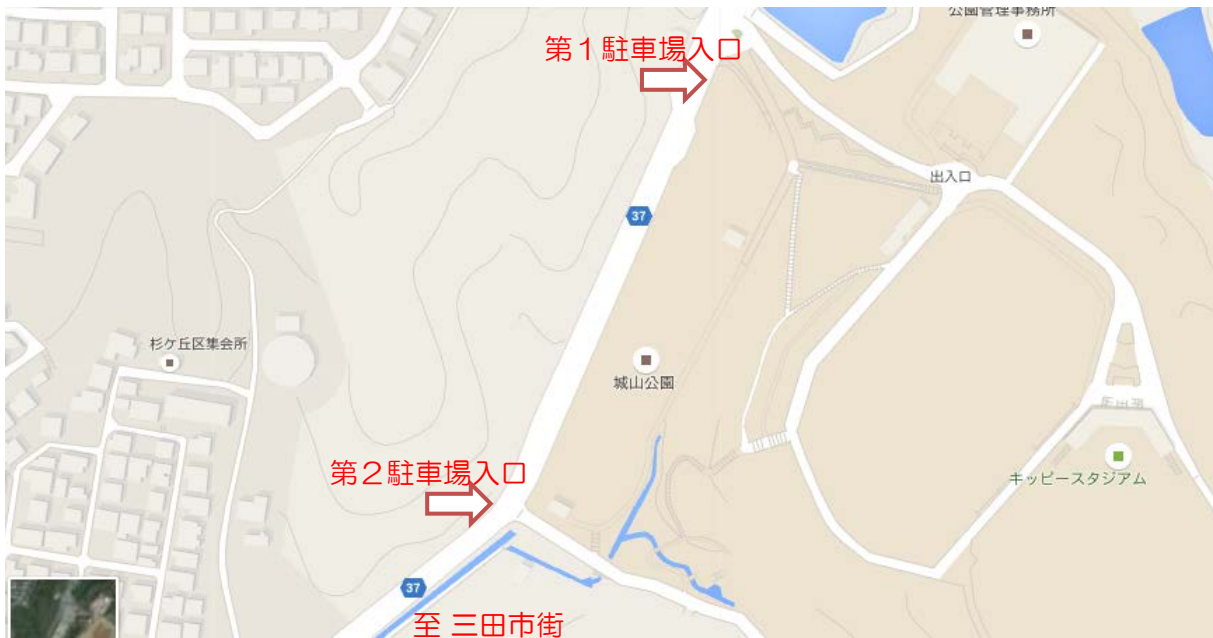 公園管理事務所
第１駐車場入口
出入口
37
杉ケ丘区集会所
城山公園
第２駐車場入口
キッピースタジアム
37
至 三田市街